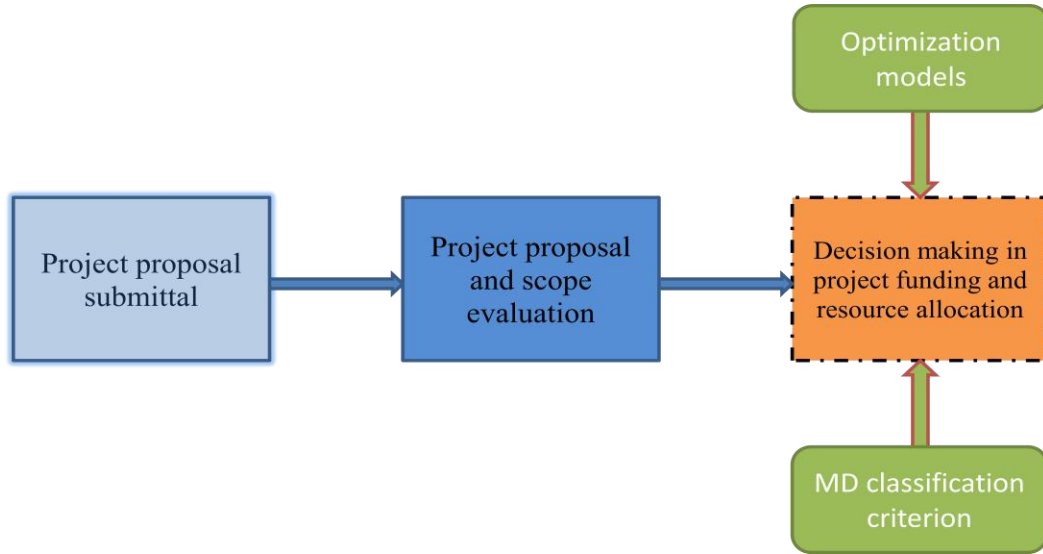 Optimization
models
Project proposal
submittal
Project proposal
and scope
evaluation
Decision making in
project funding and
resource allocation
MD classification
criterion